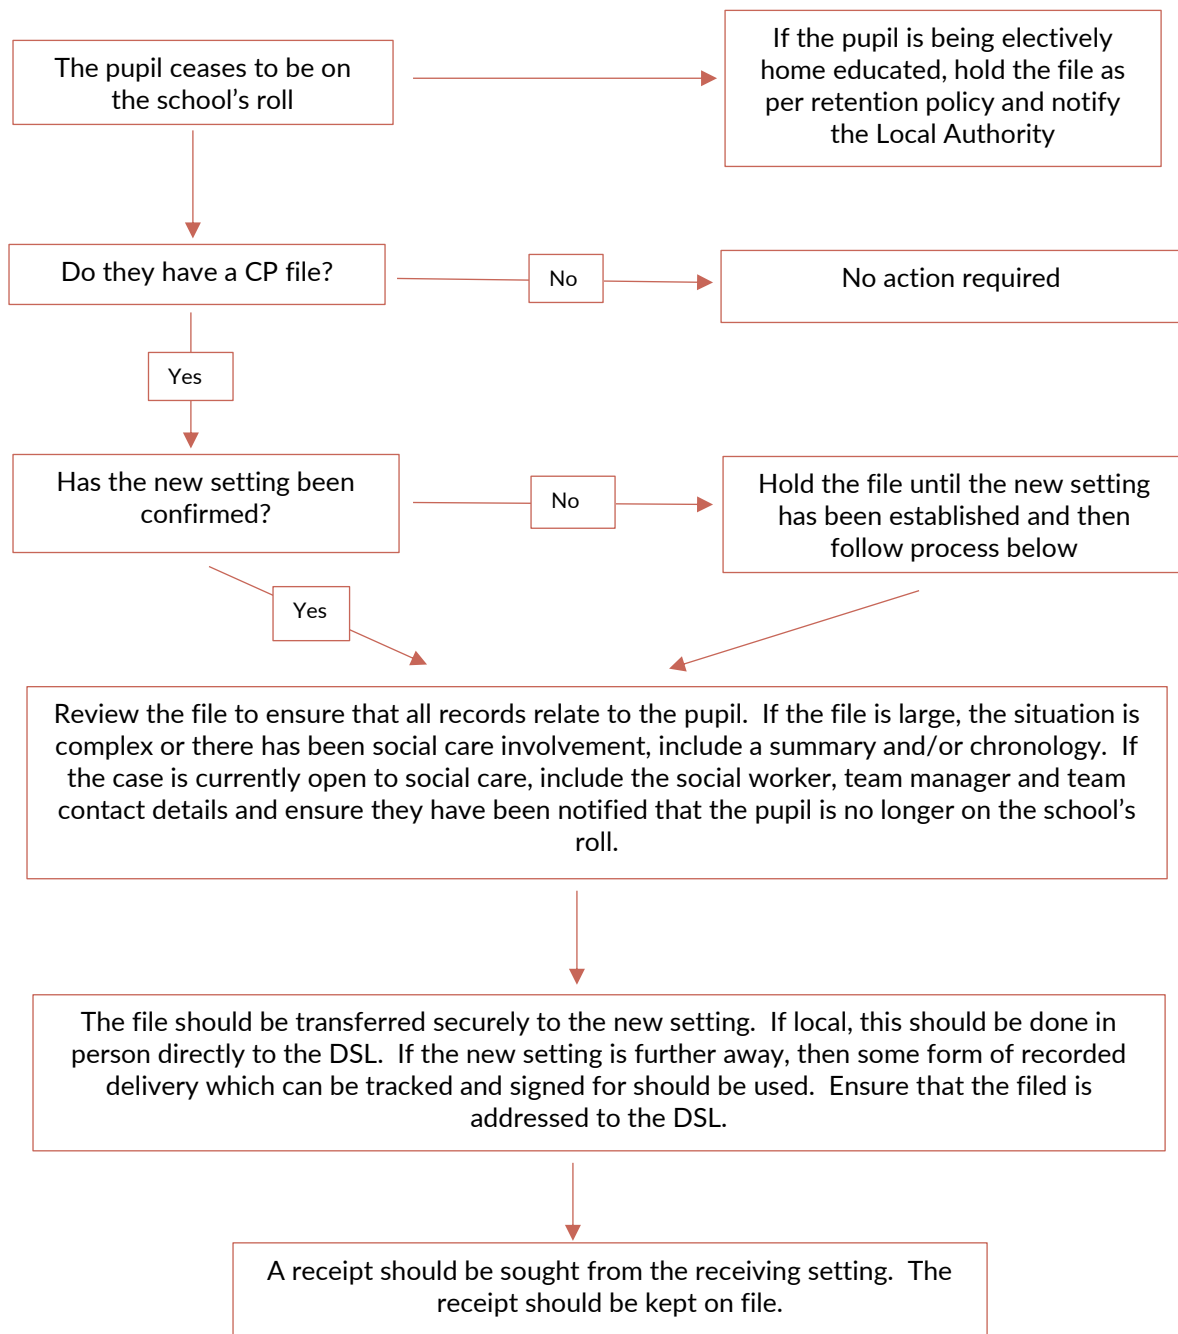 The pupil ceases to be on
the school’s roll
If the pupil is being electively
home educated, hold the file as
per retention policy and notify
the Local Authority
Do they have a CP file?
No
No action required
Yes
Has the new setting been
confirmed?
No
Hold the file until the new setting
has been established and then
follow process below
Yes
Review the file to ensure that all records relate to the pupil.  If the file is large, the situation is
complex or there has been social care involvement, include a summary and/or chronology.  If
the case is currently open to social care, include the social worker, team manager and team
contact details and ensure they have been notified that the pupil is no longer on the school’s
roll.
The file should be transferred securely to the new setting.  If local, this should be done in
person directly to the DSL.  If the new setting is further away, then some form of recorded
delivery which can be tracked and signed for should be used.  Ensure that the filed is
addressed to the DSL.
A receipt should be sought from the receiving setting.  The
receipt should be kept on file.